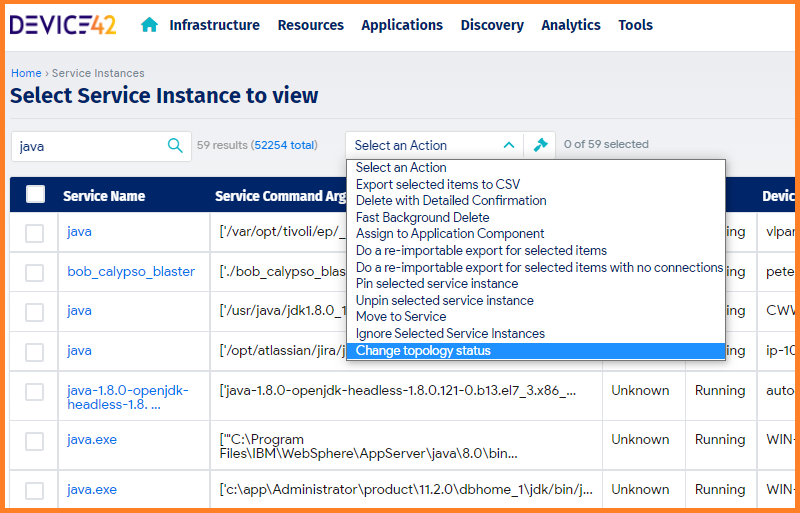 DEVICE42 Infrastructure Resources Applications Discovery Analytics Tools
Home › Service Instances
Select Service Instance to view
java 59 results (52254 total) Select an Action 0 of 59 selected
Select an Action
Export selected items to CSV
Delete with Detailed Confirmation
Fast Background Delete
Assign to Application Component
Do a re-importable export for selected items
Do a re-importable export for selected items with no connections
Pin selected service instance
Unpin selected service instance
Move to Service
Ignore Selected Service Instances
Change topology status
Service Name Service Command Arg Devic
java ['/var/opt/tivoli/ep/_ ing vlpar
bob_calypso_blaster ['./bob_calypso_blas ing pete
java ['/usr/java/jdk1.8.0_1 ing CWW
java ['/opt/atlassian/jira/j ing ip-10
java-1.8.0-openjdk- ['java-1.8.0-openjdk-headless-1.8.0.121-0.b13.el7_3.x86_... Unknown Running auto
headless-1.8. ...
java.exe ['"C:\Program Unknown Running WIN-
Files\IBM\WebSphere\AppServer\java\8.0\bin...
java.exe ['c:\app\Administrator\product\11.2.0\dbhome_1\jdk/bin/j... Unknown Running WIN-